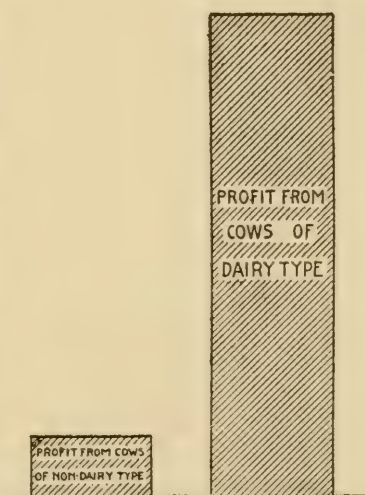 PROFIT FROM
COWS OF
DAIRY TYPE
PROFIT FROM COWS
OF NON-DAIRY TYPE